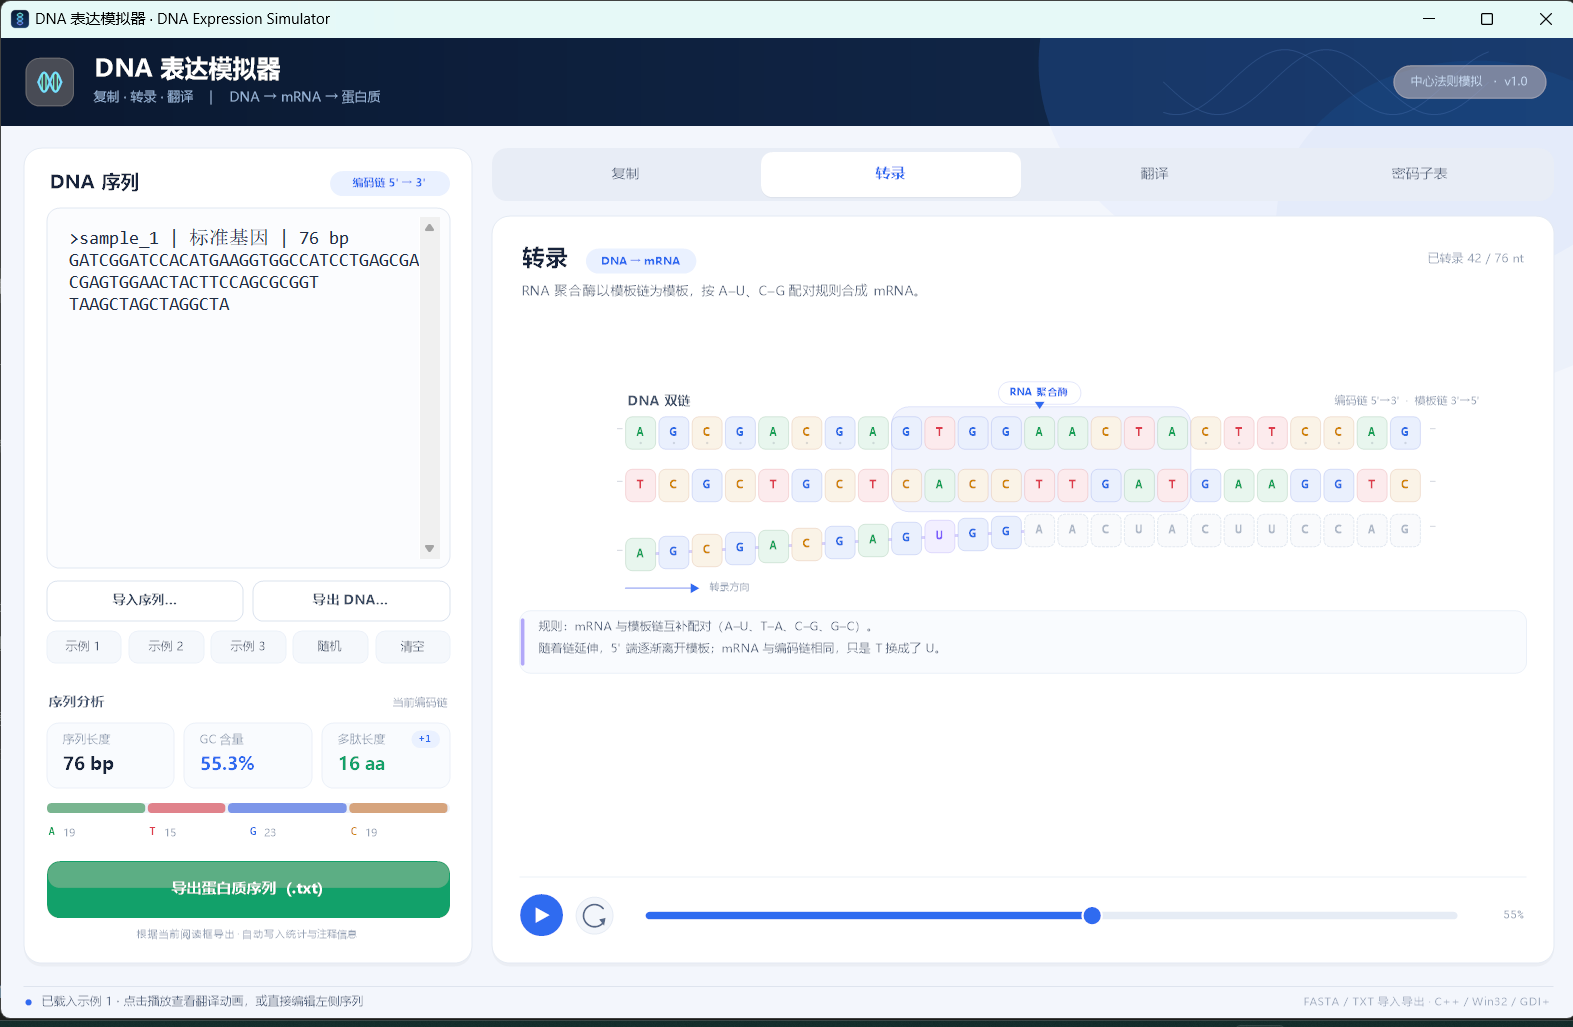 DNA 表达模拟器 · DNA Expression Simulator
DNA 表达模拟器
复制 · 转录 · 翻译 | DNA → mRNA → 蛋白质
中心法则模拟 · v1.0
DNA 序列
编码链 5' → 3'
>sample_1 | 标准基因 | 76 bp
GATCGGATCCACATGAAGGTGGCCATCCTGAGCGA
CGAGTGGAACTACTTCCAGCGCGGT
TAAGCTAGCTAGGCTA
导入序列...
导出 DNA...
示例 1
示例 2
示例 3
随机
清空
序列分析
当前编码链
序列长度
76 bp
GC 含量
55.3%
多肽长度
+1
16 aa
A 19
T 15
G 23
C 19
导出蛋白质序列 (.txt)
根据当前阅读框导出 · 自动写入统计与注释信息
复制
转录
翻译
密码子表
转录
DNA → mRNA
已转录 42 / 76 nt
RNA 聚合酶以模板链为模板，按 A–U、C–G 配对规则合成 mRNA。
RNA 聚合酶
DNA 双链
编码链 5'→3' · 模板链 3'→5'
A G C G A C G A G T G G A A C T A C T T C C A G
T C G C T G C T C A C C T T G A T G A A G G T C
A G C G A C G A G U G G A A C U A C U U C C A G
转录方向
规则：mRNA 与模板链互补配对（A–U、T–A、C–G、G–C）。
随着链延伸，5' 端逐渐离开模板；mRNA 与编码链相同，只是 T 换成了 U。
55%
已载入示例 1 · 点击播放查看翻译动画，或直接编辑左侧序列
FASTA / TXT 导入导出 · C++ / Win32 / GDI+